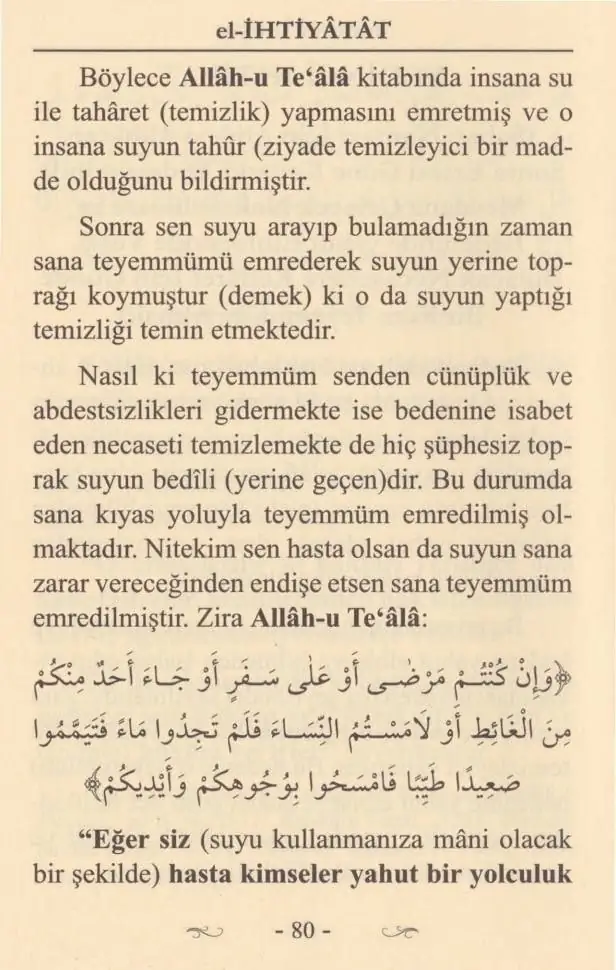 el-İHTİYÂTÂT
Böylece Allâh-u Te‘âlâ kitabında insana su
ile tahâret (temizlik) yapmasını emretmiş ve o
insana suyun tahûr (ziyade temizleyici bir mad-
de olduğunu bildirmiştir.
Sonra sen suyu arayıp bulamadığın zaman
sana teyemmümü emrederek suyun yerine top-
rağı koymuştur (demek) ki o da suyun yaptığı
temizliği temin etmektedir.
Nasıl ki teyemmüm senden cünüplük ve
abdestsizlikleri gidermekte ise bedenine isabet
eden necaseti temizlemekte de hiç şüphesiz top-
rak suyun bedîli (yerine geçen)dir. Bu durumda
sana kıyas yoluyla teyemmüm emredilmiş ol-
maktadır. Nitekim sen hasta olsan da suyun sana
zarar vereceğinden endişe etsen sana teyemmüm
emredilmiştir. Zira Allâh-u Te‘âlâ:
﴿وَإِنْ كُنْتُمْ مَرْضٰى أَوْ عَلٰى سَفَرٍ أَوْ جَاءَ أَحَدٌ مِنْكُمْ
مِنَ الْغَائِطِ أَوْ لَامَسْتُمُ النِّسَاءَ فَلَمْ تَجِدُوا مَاءً فَتَيَمَّمُوا
صَعِيدًا طَيِّبًا فَامْسَحُوا بِوُجُوهِكُمْ وَأَيْدِيكُمْ﴾
“Eğer siz (suyu kullanmanıza mâni olacak
bir şekilde) hasta kimseler yahut bir yolculuk
- 80 -